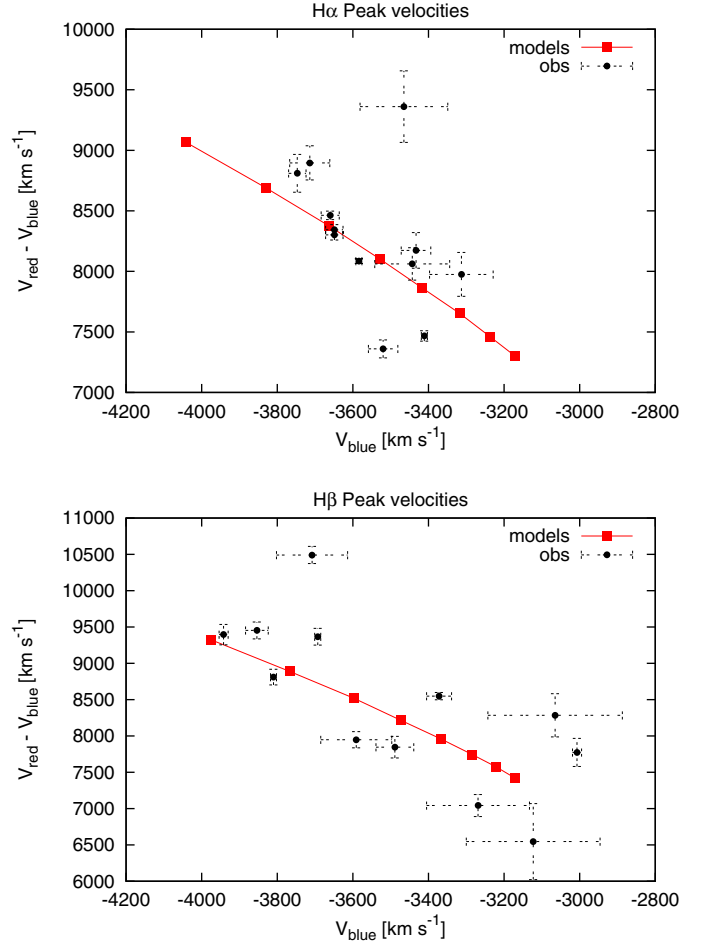 Hα Peak velocities
10000
9500
9000
8500
8000
7500
7000
V_red - V_blue [km s^-1]
models
obs
-4200 -4000 -3800 -3600 -3400 -3200 -3000 -2800
V_blue [km s^-1]
Hβ Peak velocities
11000
10500
10000
9500
9000
8500
8000
7500
7000
6500
6000
V_red - V_blue [km s^-1]
models
obs
-4200 -4000 -3800 -3600 -3400 -3200 -3000 -2800
V_blue [km s^-1]